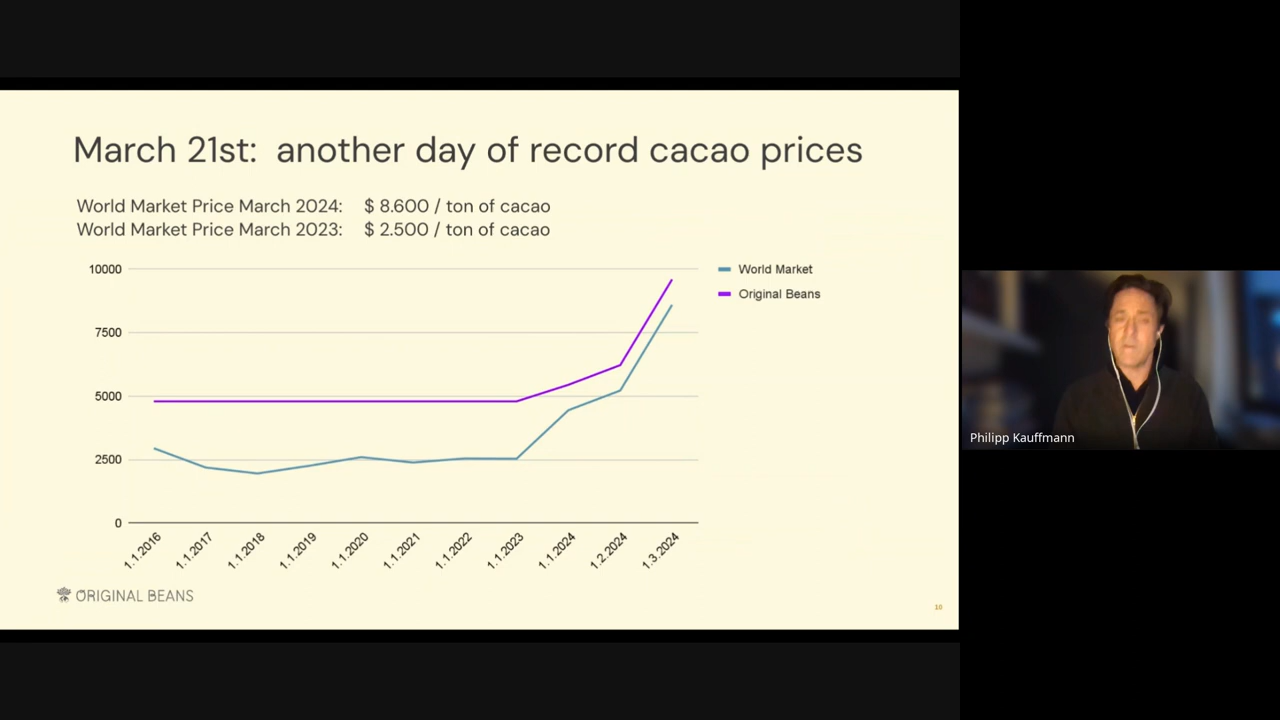 March 21st: another day of record cacao prices
World Market Price March 2024: $ 8.600 / ton of cacao
World Market Price March 2023: $ 2.500 / ton of cacao
10000
7500
5000
2500
0
1.1.2016
1.1.2017
1.1.2018
1.1.2019
1.1.2020
1.1.2021
1.1.2022
1.1.2023
1.1.2024
1.2.2024
1.3.2024
World Market
Original Beans
ORIGINAL BEANS
10
Philipp Kauffmann